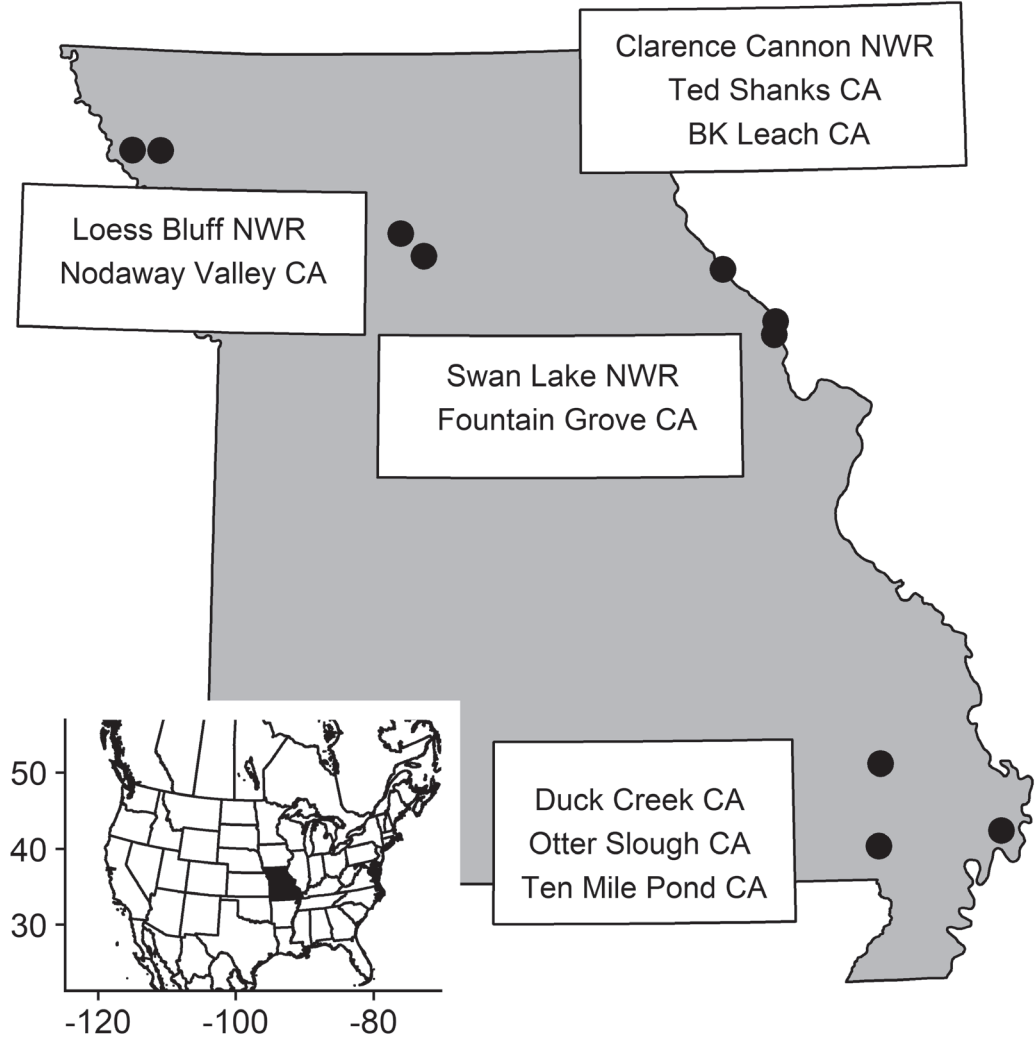 Clarence Cannon NWR
Ted Shanks CA
BK Leach CA
Loess Bluff NWR
Nodaway Valley CA
Swan Lake NWR
Fountain Grove CA
Duck Creek CA
Otter Slough CA
Ten Mile Pond CA
50
40
30
-120 -100 -80